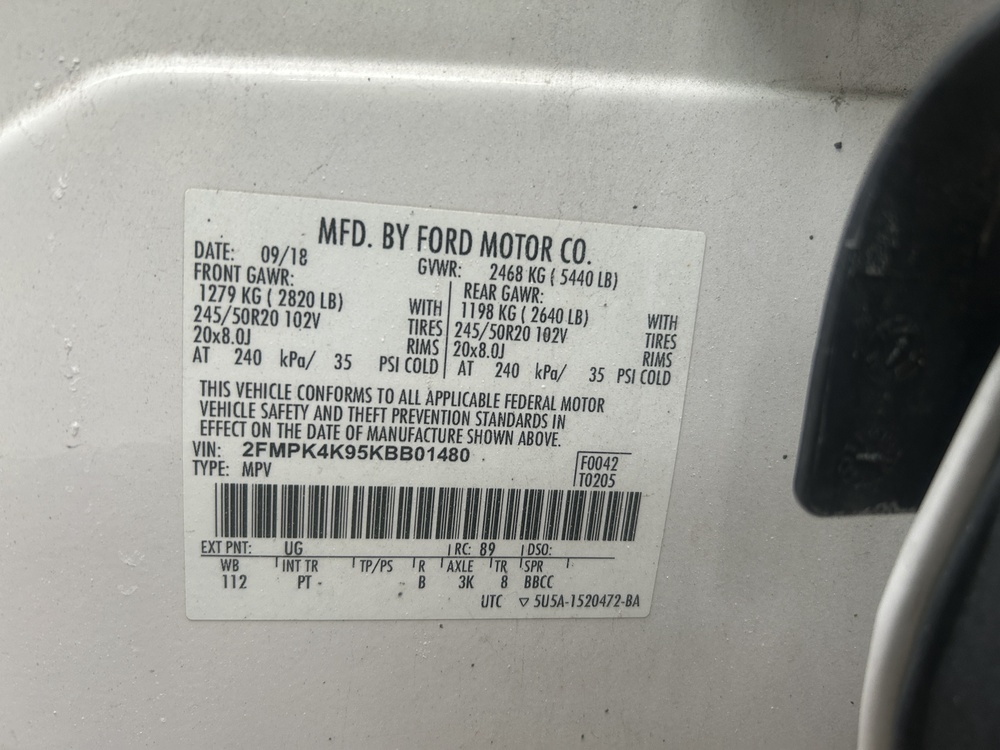 MFD. BY FORD MOTOR CO.
DATE: 09/18
GVWR: 2468 KG ( 5440 LB)
FRONT GAWR:
1279 KG ( 2820 LB)
WITH
245/50R20 102V
TIRES
20x8.0J
RIMS
AT 240 kPa/ 35 PSI COLD
REAR GAWR:
1198 KG ( 2640 LB)
WITH
245/50R20 102V
TIRES
20x8.0J
RIMS
AT 240 kPa/ 35 PSI COLD
THIS VEHICLE CONFORMS TO ALL APPLICABLE FEDERAL MOTOR
VEHICLE SAFETY AND THEFT PREVENTION STANDARDS IN
EFFECT ON THE DATE OF MANUFACTURE SHOWN ABOVE.
VIN: 2FMPK4K95KBB01480
TYPE: MPV
F0042
T0205
EXT PNT: UG RC: 89 DSO:
WB INT TR TP/PS R AXLE TR SPR
112 PT - B 3K 8 BBCC
UTC ▽ 5U5A-1520472-BA